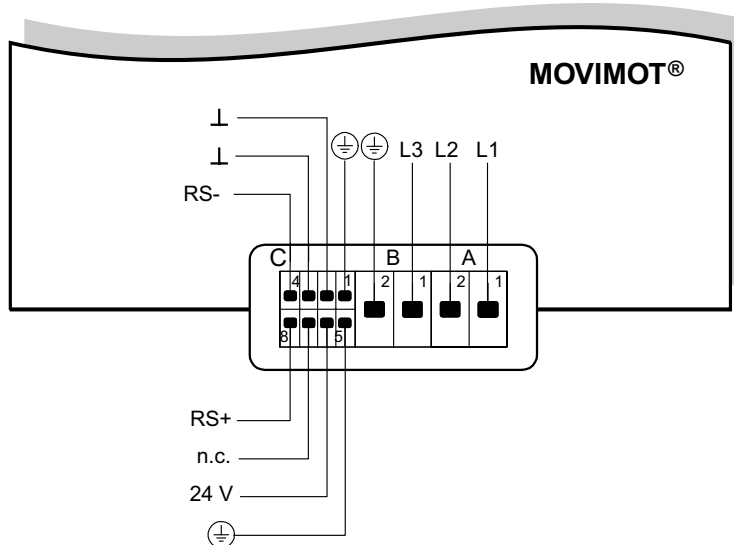 MOVIMOT®
⊥
⊥
L3 L2 L1
RS-
C B A
4 1 2 1 2 1
8 5
RS+
n.c.
24 V